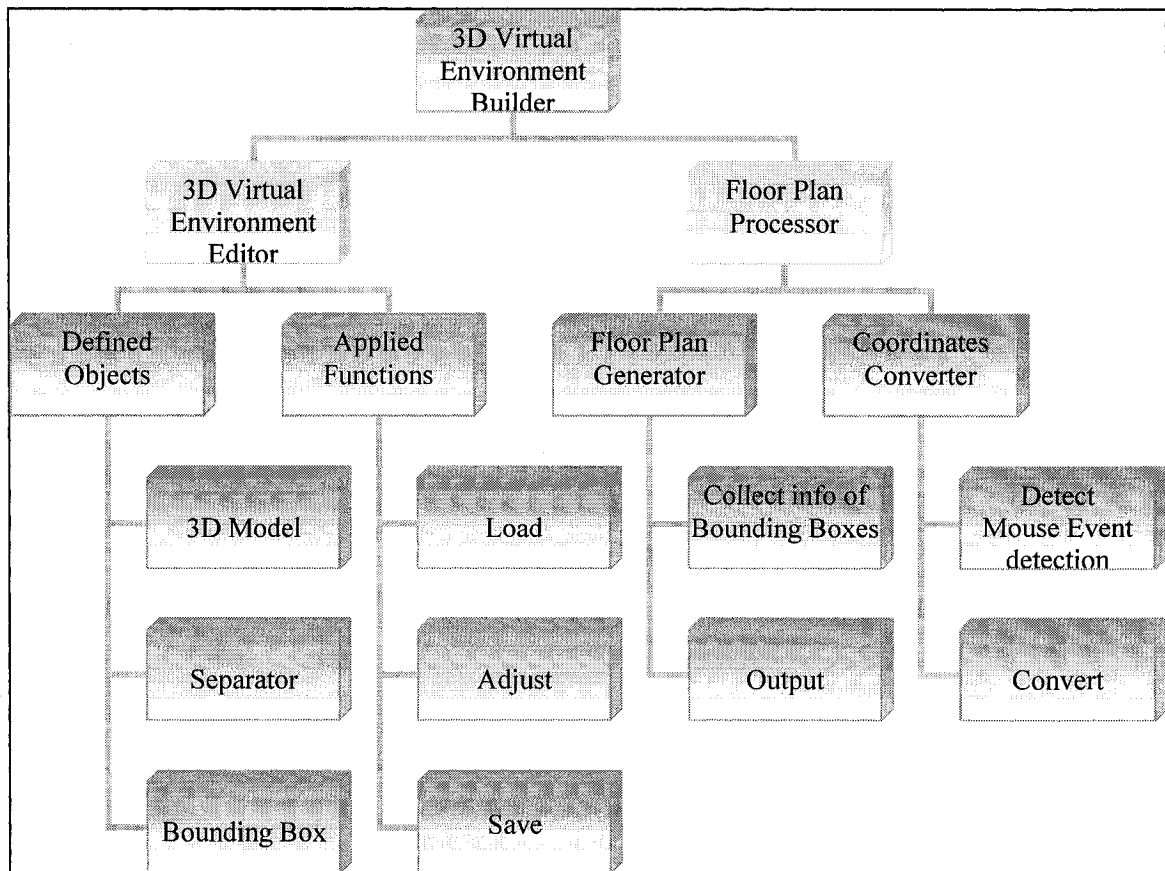 3D Virtual
Environment
Builder
3D Virtual
Environment
Editor
Floor Plan
Processor
Defined
Objects
Applied
Functions
Floor Plan
Generator
Coordinates
Converter
3D Model
Load
Collect info of
Bounding Boxes
Detect
Mouse Event
detection
Separator
Adjust
Output
Convert
Bounding Box
Save